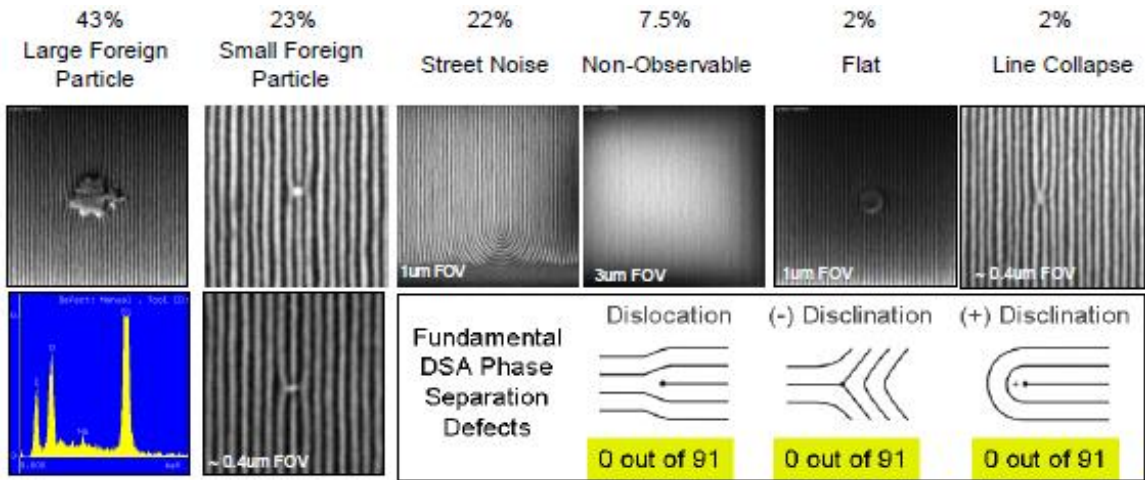 43%
Large Foreign
Particle
23%
Small Foreign
Particle
22%
Street Noise
7.5%
Non-Observable
2%
Flat
2%
Line Collapse
1um FOV
3um FOV
1um FOV
~ 0.4um FOV
~ 0.4um FOV
Fundamental
DSA Phase
Separation
Defects
Dislocation
0 out of 91
(-) Disclination
0 out of 91
(+) Disclination
+
0 out of 91